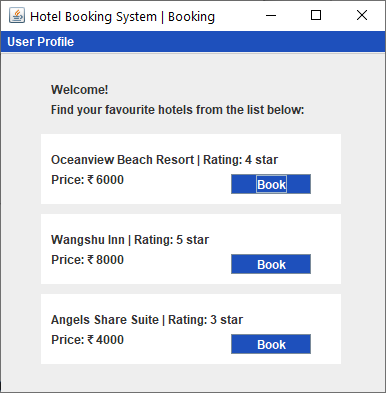 Hotel Booking System | Booking
User Profile
Welcome!
Find your favourite hotels from the list below:
Oceanview Beach Resort | Rating: 4 star
Price: ₹ 6000
Book
Wangshu Inn | Rating: 5 star
Price: ₹ 8000
Book
Angels Share Suite | Rating: 3 star
Price: ₹ 4000
Book